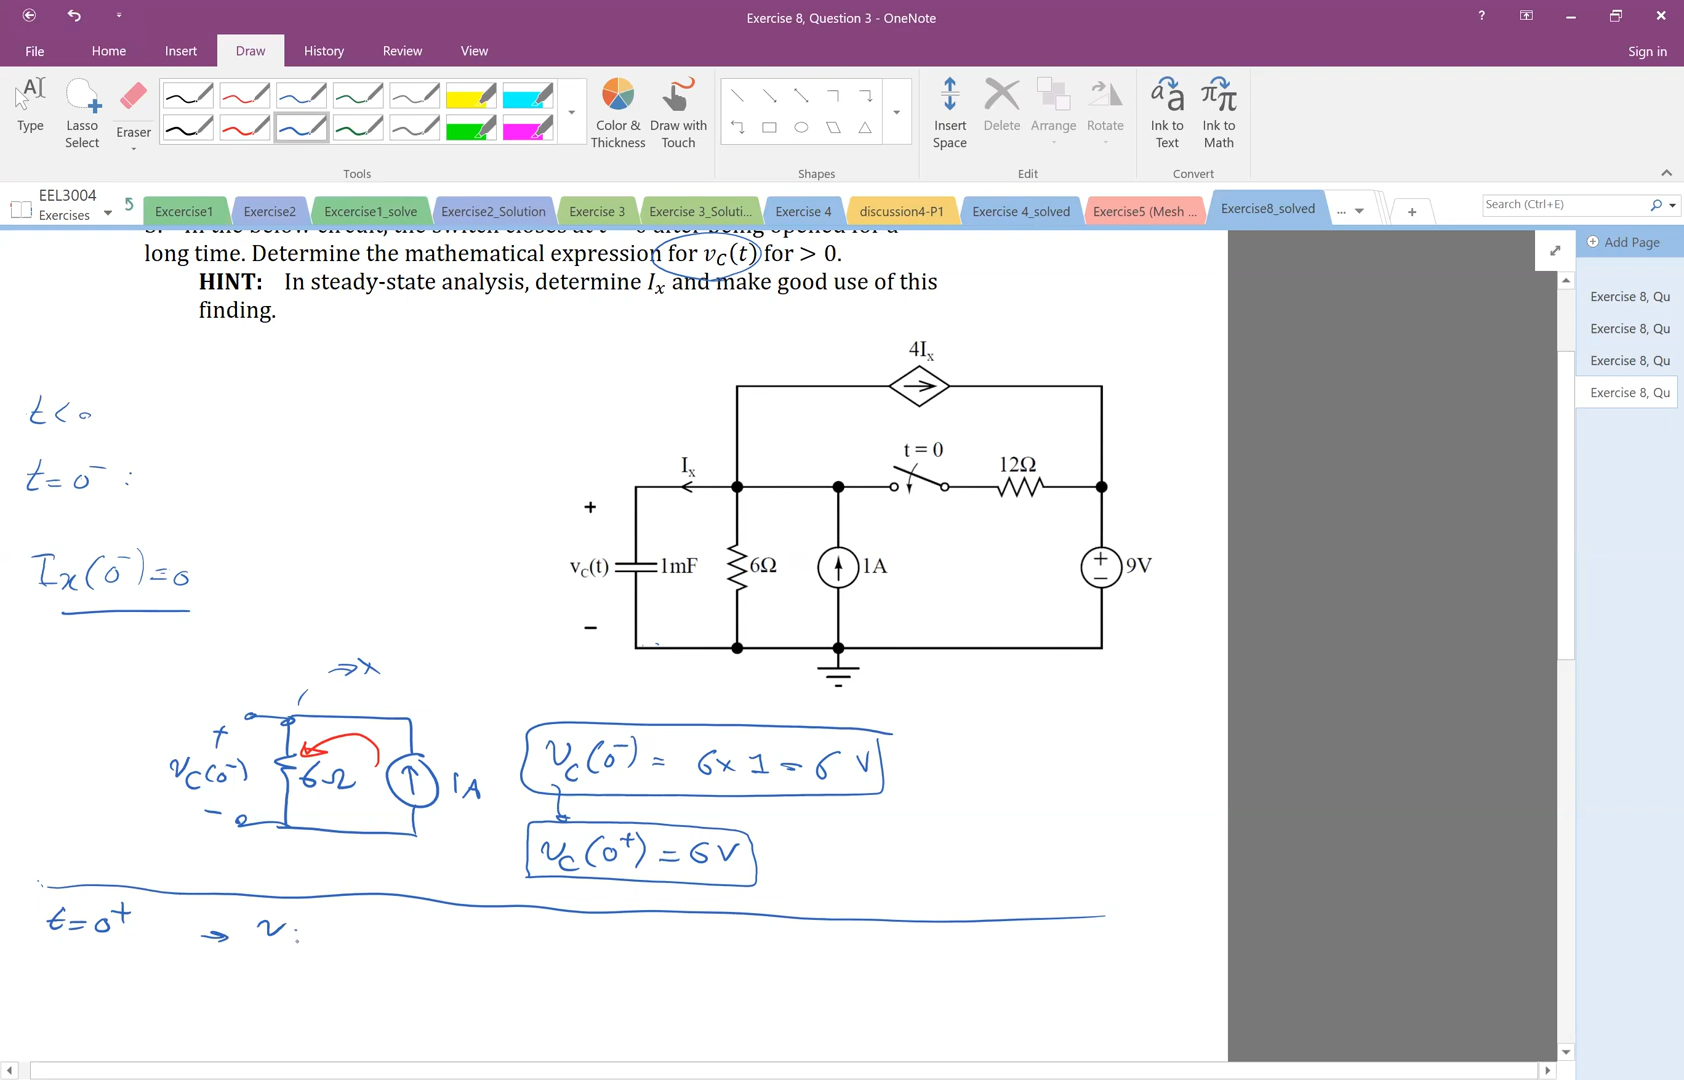 Exercise 8, Question 3 - OneNote
?
File Home Insert Draw History Review View Sign in
Type
Lasso Select
Eraser
Color & Thickness
Draw with Touch
Insert Space
Delete
Arrange
Rotate
Ink to Text
Ink to Math
Tools Shapes Edit Convert
EEL3004 Exercises
Excercise1 Exercise2 Excercise1_solve Exercise2_Solution Exercise 3 Exercise 3_Soluti... Exercise 4 discussion4-P1 Exercise 4_solved Exercise5 (Mesh ... Exercise8_solved ... +
Search (Ctrl+E)
Add Page
Exercise 8, Qu
Exercise 8, Qu
Exercise 8, Qu
Exercise 8, Qu
long time. Determine the mathematical expression for v_C(t) for > 0.
HINT: In steady-state analysis, determine I_x and make good use of this
finding.
4I_x
t<0
t = 0
I_x
12Ω
t=0⁻ :
+
v_C(t) 1mF 6Ω 1A + − 9V
I_x(0⁻)=0
−
⇒x
+
v_C(0⁻) 6Ω 1A
−
v_C(0⁻) = 6x1 = 6 V
v_C(0⁺) = 6V
t=0⁺ → v